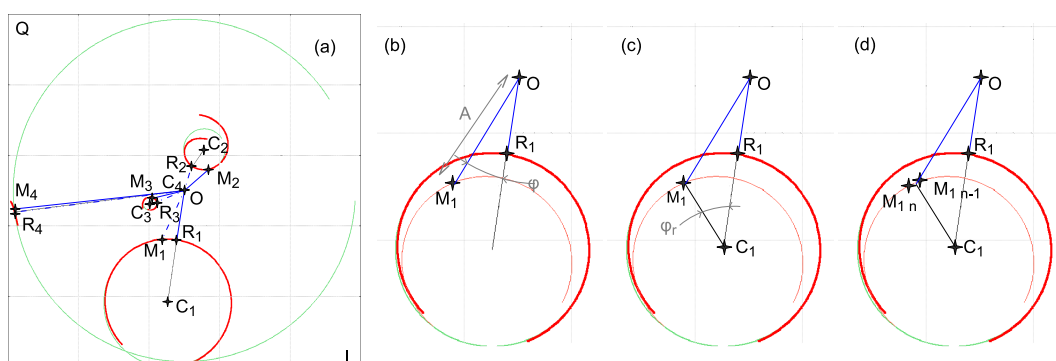 Q
(a)
C2
R2
M2
M3
C4
O
M4
R4
C3
R3
M1
R1
C1
I
(b)
A
O
R1
M1
φ
(c)
O
R1
M1
φr
C1
(d)
O
R1
M1 n
M1 n-1
C1